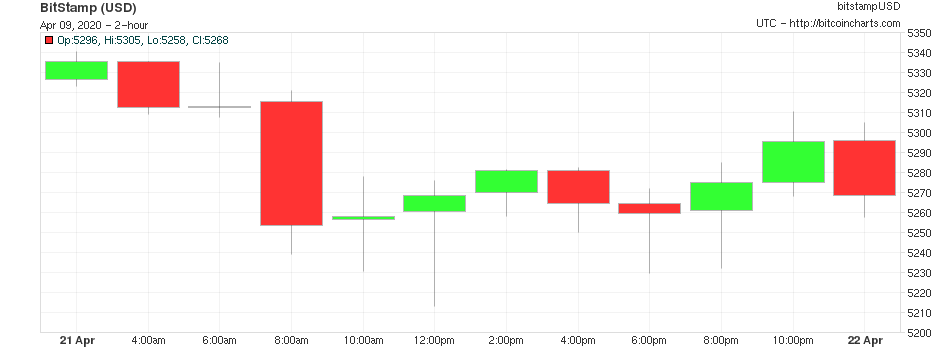 BitStamp (USD)
bitstampUSD
Apr 09, 2020 - 2-hour
UTC - http://bitcoincharts.com
Op:5296, Hi:5305, Lo:5258, Cl:5268
5350
5340
5330
5320
5310
5300
5290
5280
5270
5260
5250
5240
5230
5220
5210
5200
21 Apr 4:00am 6:00am 8:00am 10:00am 12:00pm 2:00pm 4:00pm 6:00pm 8:00pm 10:00pm 22 Apr